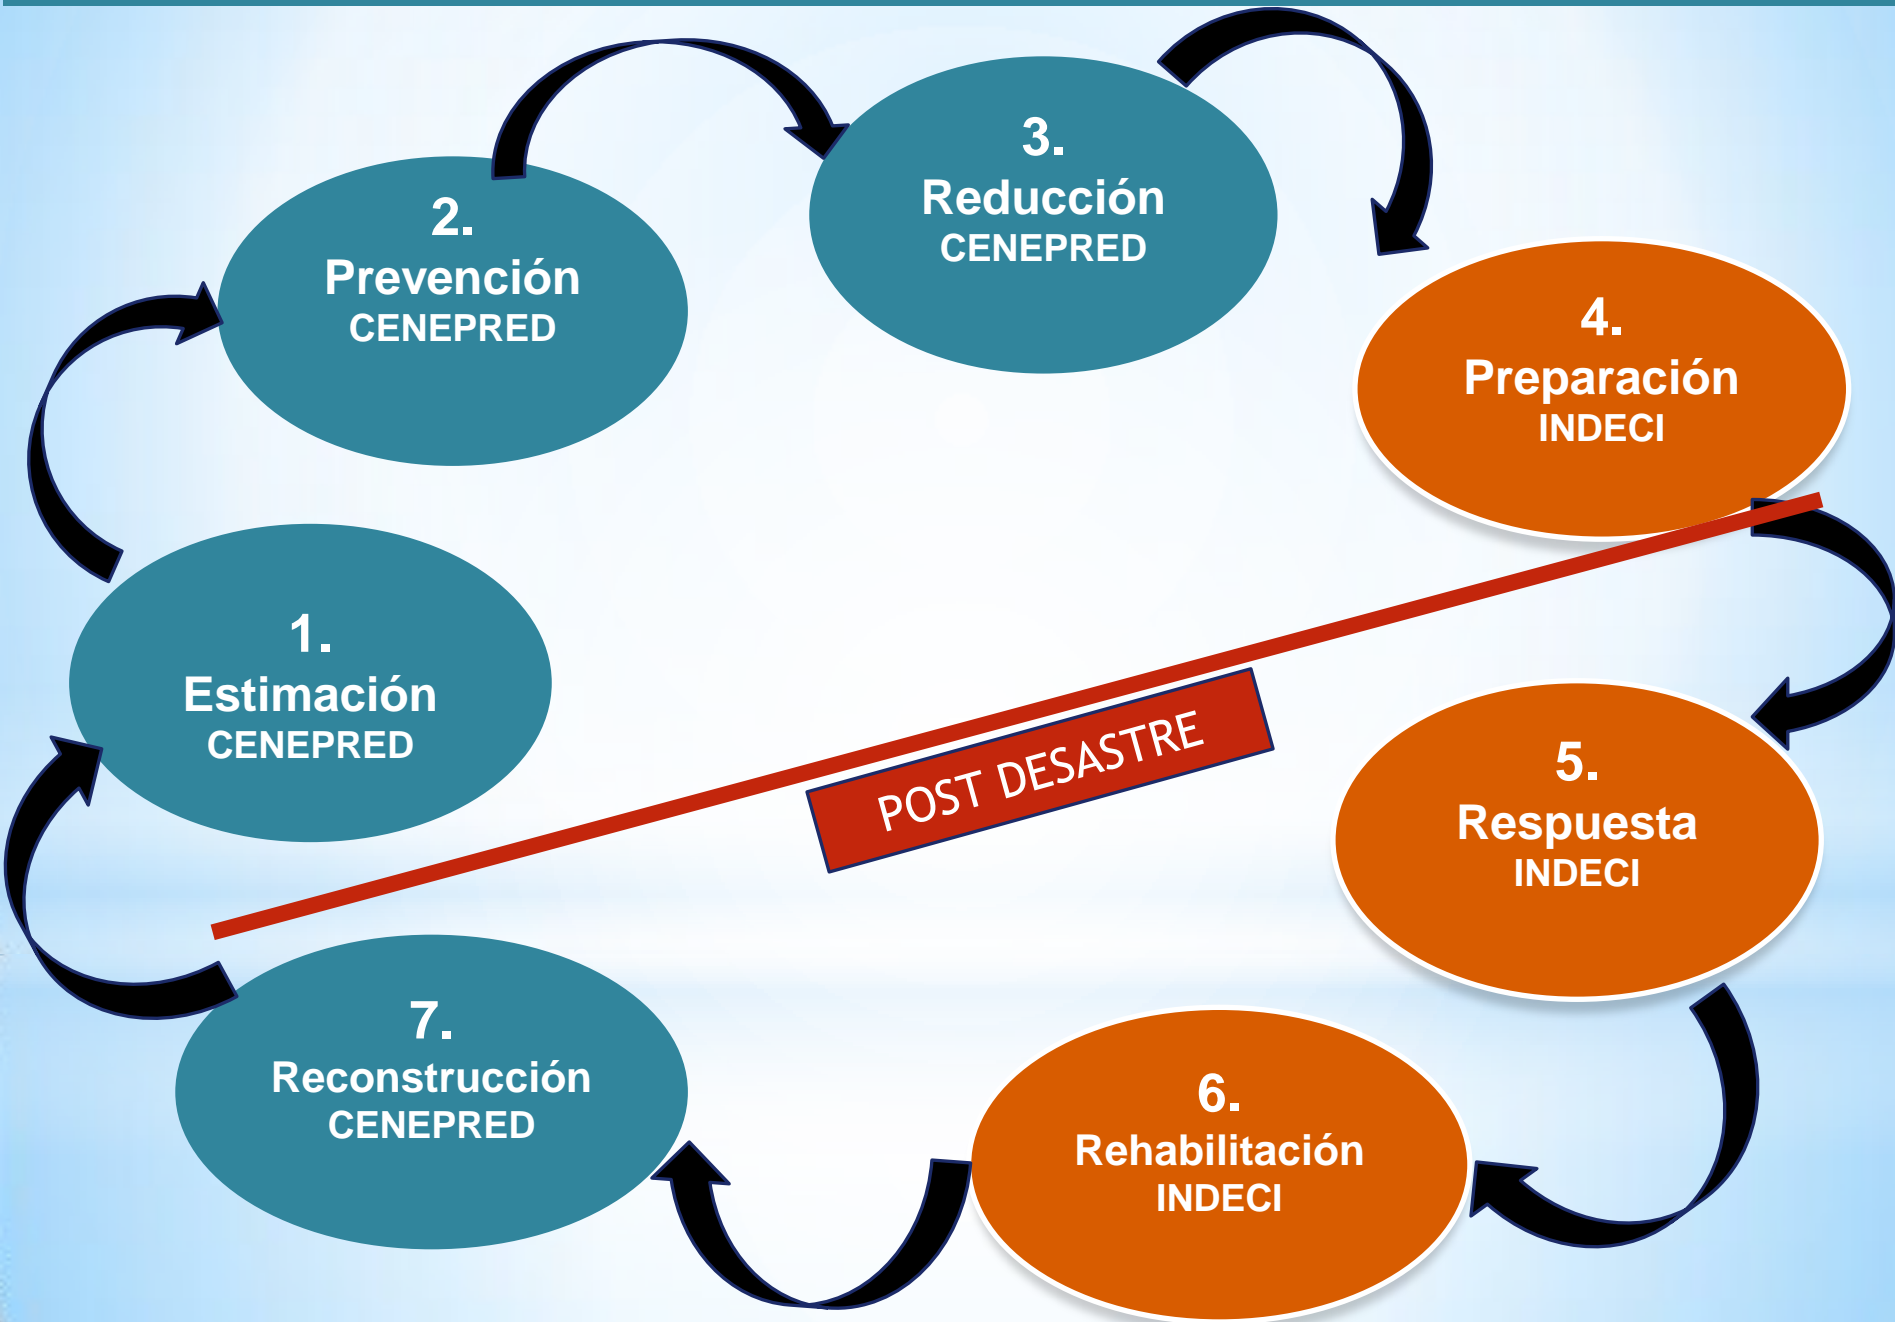 1.
Estimación
CENEPRED
2.
Prevención
CENEPRED
3.
Reducción
CENEPRED
4.
Preparación
INDECI
POST DESASTRE
5.
Respuesta
INDECI
6.
Rehabilitación
INDECI
7.
Reconstrucción
CENEPRED